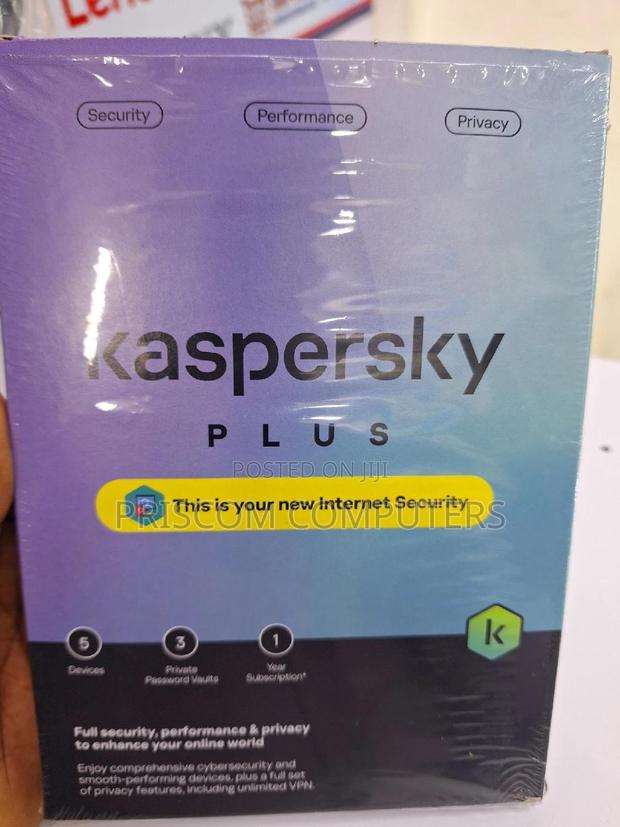 Security
Performance
Privacy
kaspersky
PLUS
POSTED ON JIJI
This is your new Internet Security
PRISCOM COMPUTERS
5
Devices
3
Private
Password Vaults
1
Year
Subscription*
k
Full security, performance & privacy
to enhance your online world
Enjoy comprehensive cybersecurity and
smooth-performing devices, plus a full set
of privacy features, including unlimited VPN.